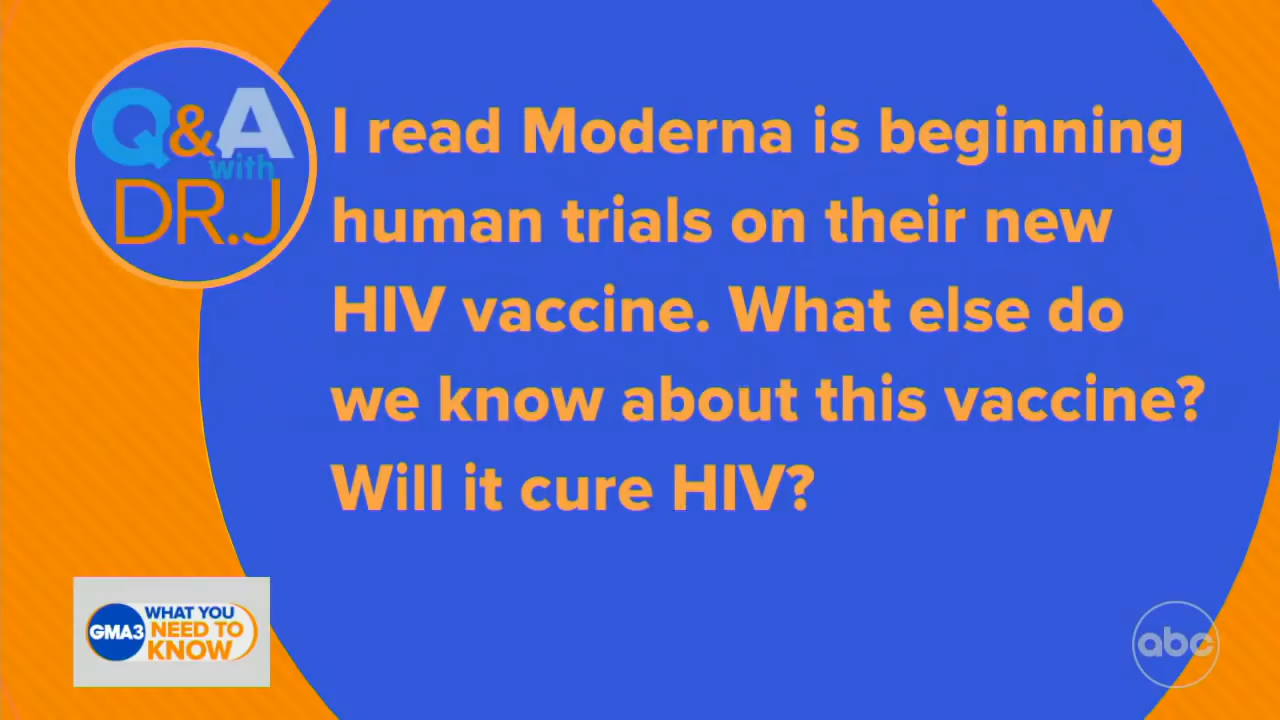 Q&A
with
DR.J
I read Moderna is beginning
human trials on their new
HIV vaccine. What else do
we know about this vaccine?
Will it cure HIV?
GMA3
WHAT YOU
NEED TO
KNOW
abc